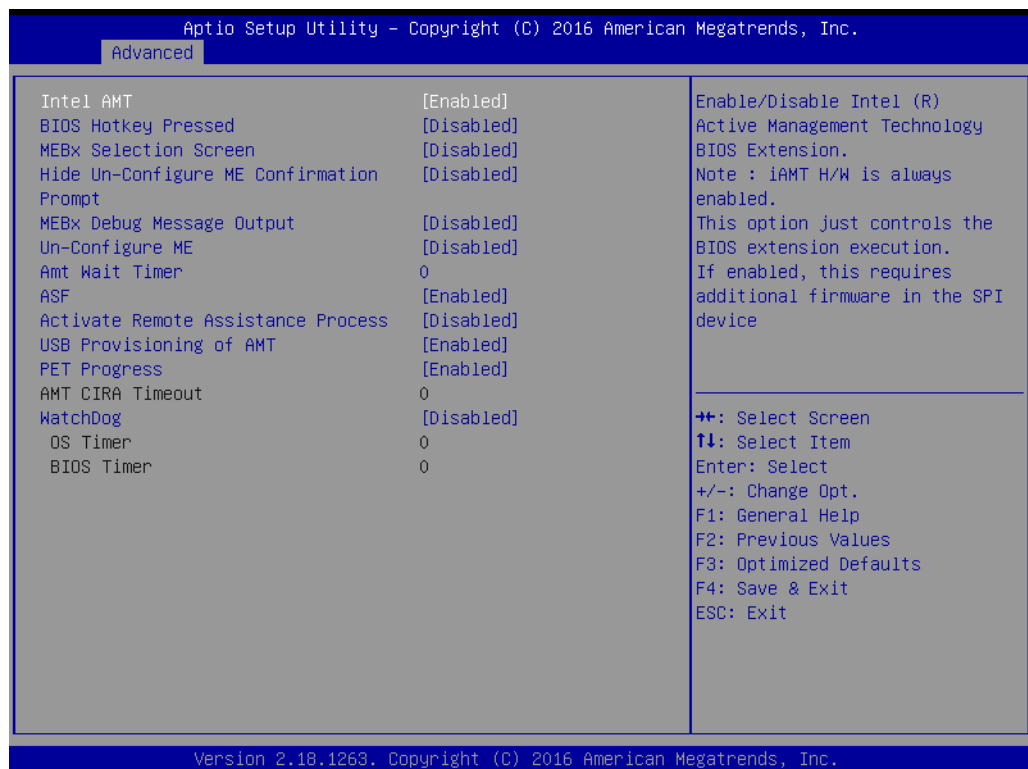 Aptio Setup Utility – Copyright (C) 2016 American Megatrends, Inc.
Advanced
Intel AMT [Enabled]
BIOS Hotkey Pressed [Disabled]
MEBx Selection Screen [Disabled]
Hide Un-Configure ME Confirmation [Disabled]
Prompt
MEBx Debug Message Output [Disabled]
Un-Configure ME [Disabled]
Amt Wait Timer 0
ASF [Enabled]
Activate Remote Assistance Process [Disabled]
USB Provisioning of AMT [Enabled]
PET Progress [Enabled]
AMT CIRA Timeout 0
WatchDog [Disabled]
OS Timer 0
BIOS Timer 0
Enable/Disable Intel (R)
Active Management Technology
BIOS Extension.
Note : iAMT H/W is always
enabled.
This option just controls the
BIOS extension execution.
If enabled, this requires
additional firmware in the SPI
device
→←: Select Screen
↑↓: Select Item
Enter: Select
+/-: Change Opt.
F1: General Help
F2: Previous Values
F3: Optimized Defaults
F4: Save & Exit
ESC: Exit
Version 2.18.1263. Copyright (C) 2016 American Megatrends, Inc.